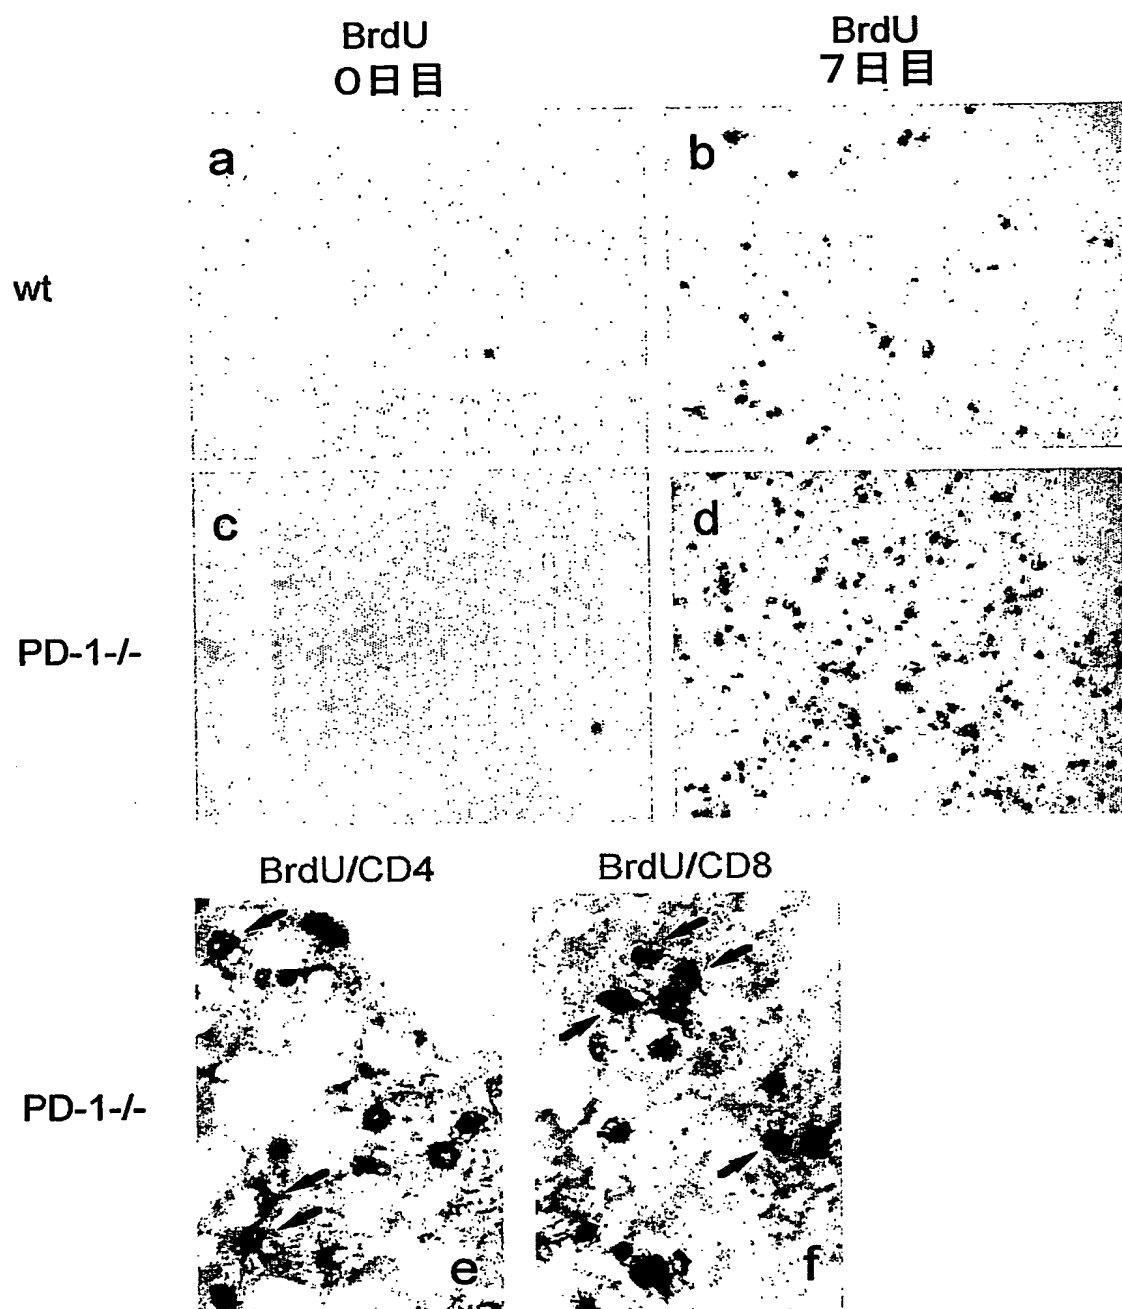 BrdU
0日目
BrdU
7日目
a
b
wt
c
d
PD-1-/-
BrdU/CD4
BrdU/CD8
PD-1-/-
e
f